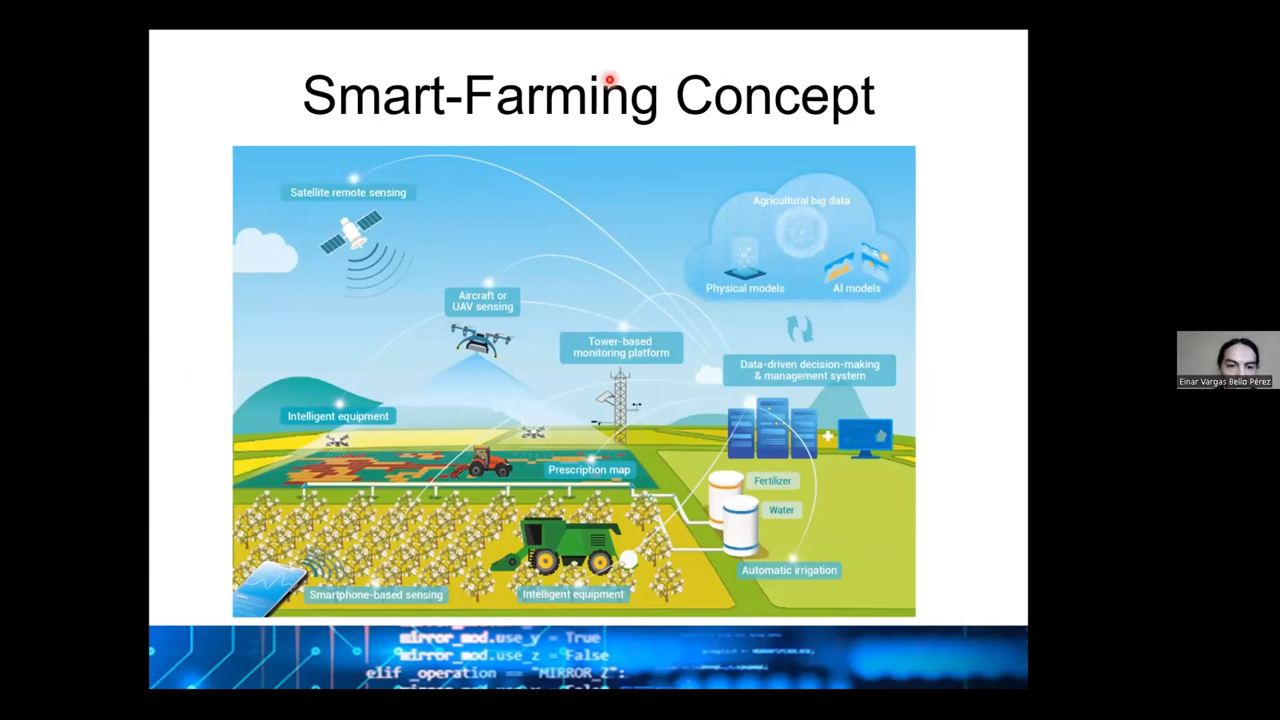 Smart-Farming Concept
Satellite remote sensing
Agricultural big data
Physical models
AI models
Aircraft or
UAV sensing
Tower-based
monitoring platform
Data-driven decision-making
& management system
Einar Vargas Bello Pérez
Intelligent equipment
Prescription map
Fertilizer
Water
Automatic irrigation
Smartphone-based sensing
Intelligent equipment
mirror_mod.use_y = True
mirror_mod.use_z = False
elif _operation == "MIRROR_Z":